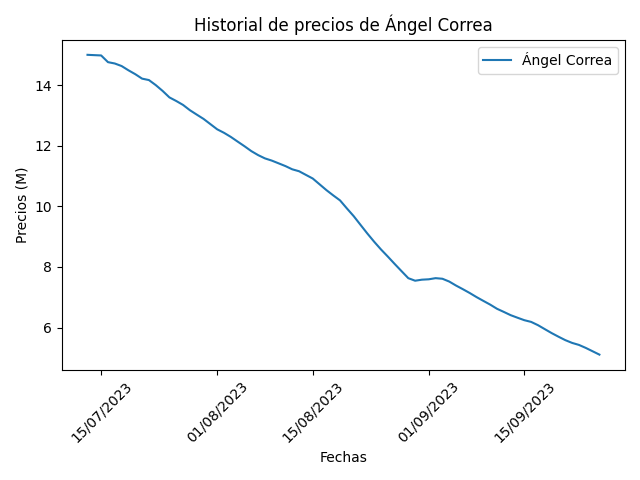 Historial de precios de Ángel Correa
Ángel Correa
Precios (M)
14
12
10
8
6
15/07/2023
01/08/2023
15/08/2023
01/09/2023
15/09/2023
Fechas